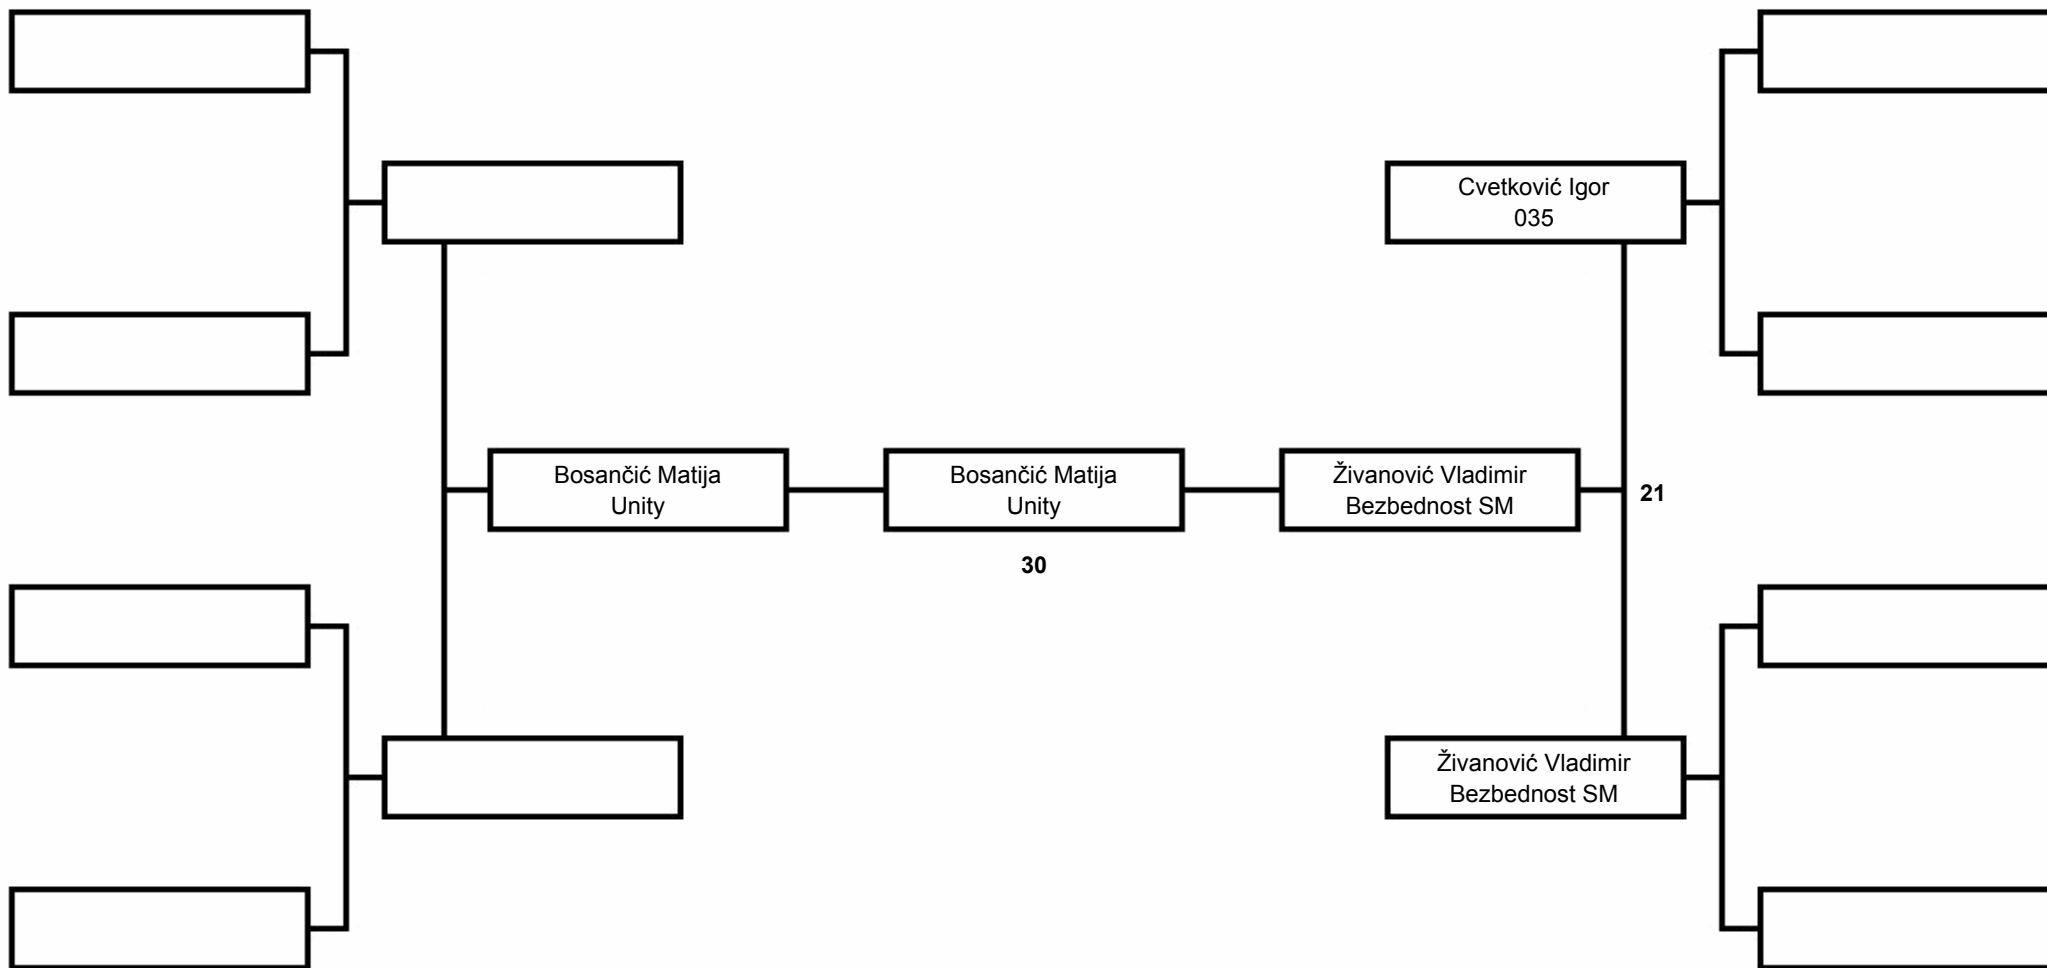 Cvetković Igor
035
Bosančić Matija
Unity
Bosančić Matija
Unity
Živanović Vladimir
Bezbednost SM
21
30
Živanović Vladimir
Bezbednost SM